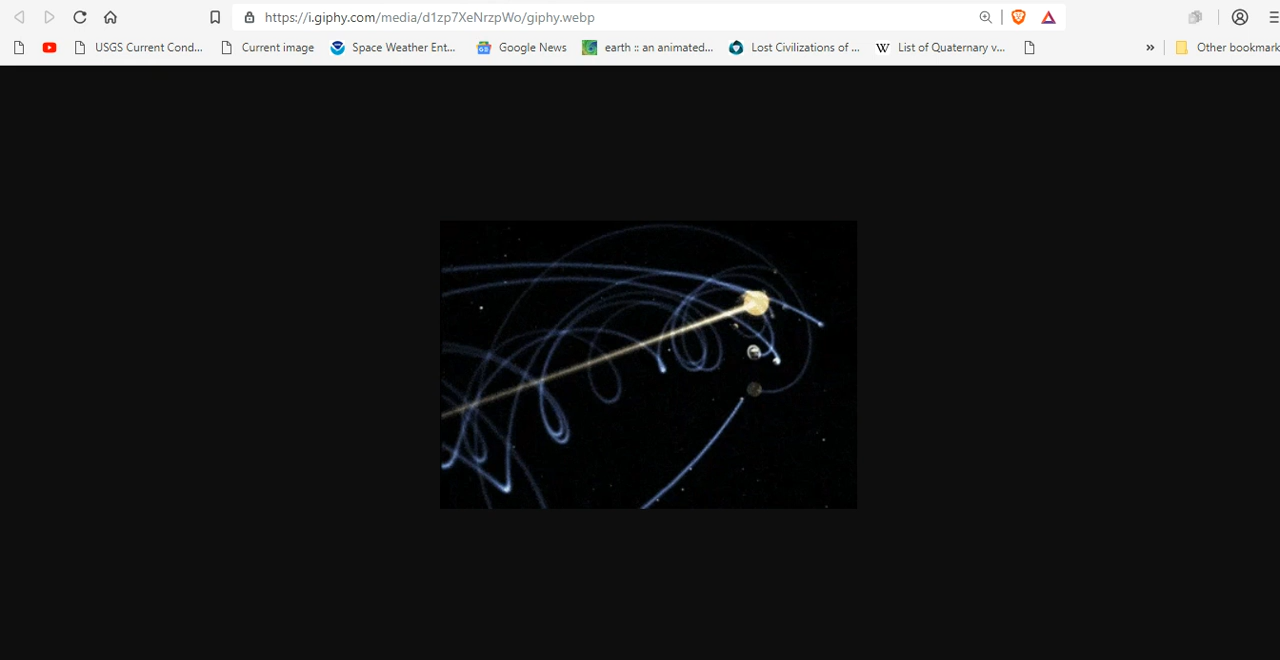 https://i.giphy.com/media/d1zp7XeNrzpWo/giphy.webp
USGS Current Cond... Current image Space Weather Ent... Google News earth :: an animated... Lost Civilizations of ... List of Quaternary v... » Other bookmark